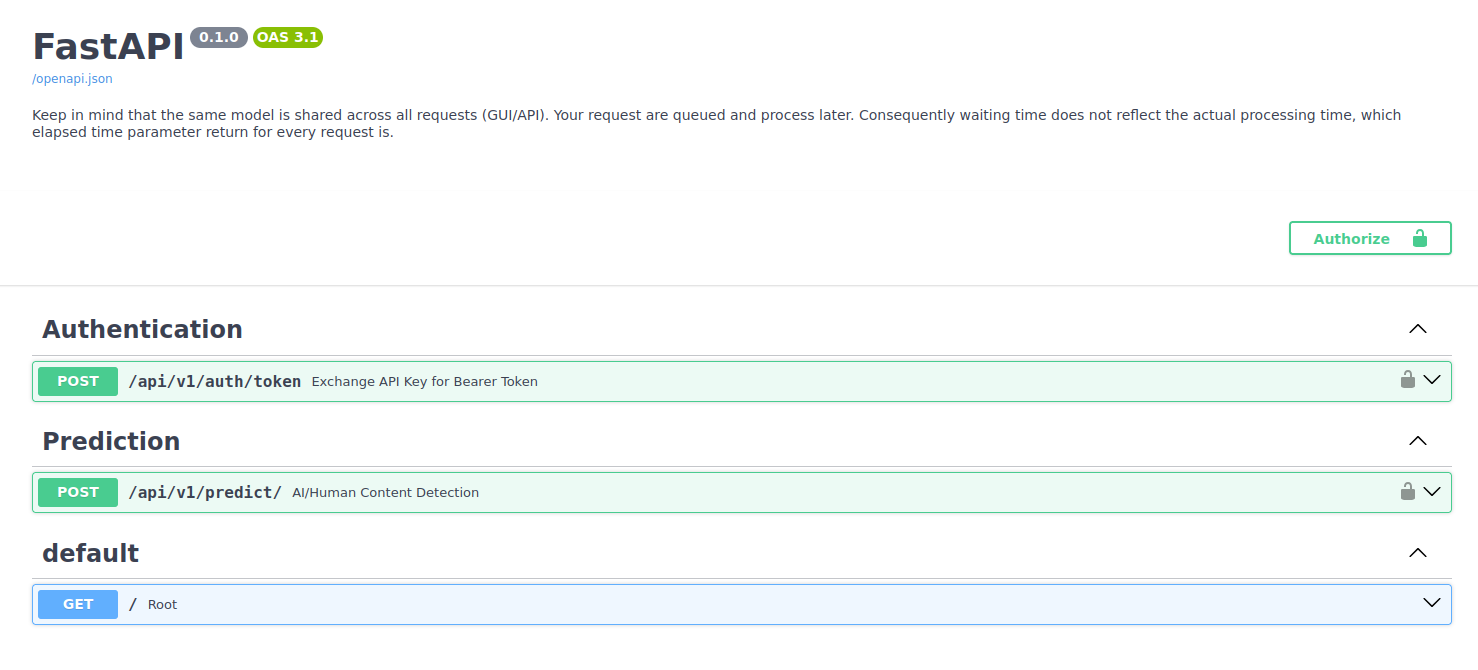 FastAPI 0.1.0 OAS 3.1
/openapi.json
Keep in mind that the same model is shared across all requests (GUI/API). Your request are queued and process later. Consequently waiting time does not reflect the actual processing time, which
elapsed time parameter return for every request is.
Authorize
Authentication
POST /api/v1/auth/token Exchange API Key for Bearer Token
Prediction
POST /api/v1/predict/ AI/Human Content Detection
default
GET / Root